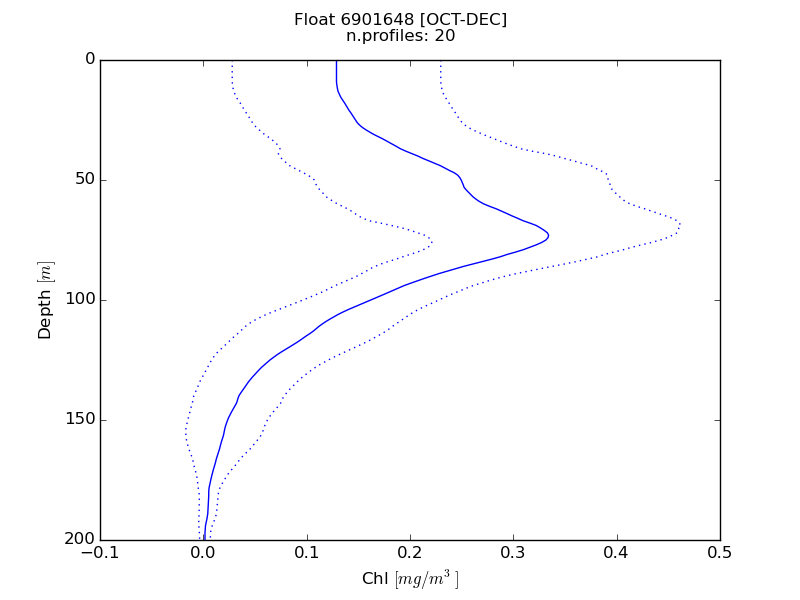 Float 6901648 [OCT-DEC]
n.profiles: 20
0
50
100
150
200
Depth [m]
−0.1 0.0 0.1 0.2 0.3 0.4 0.5
Chl [mg/m³]